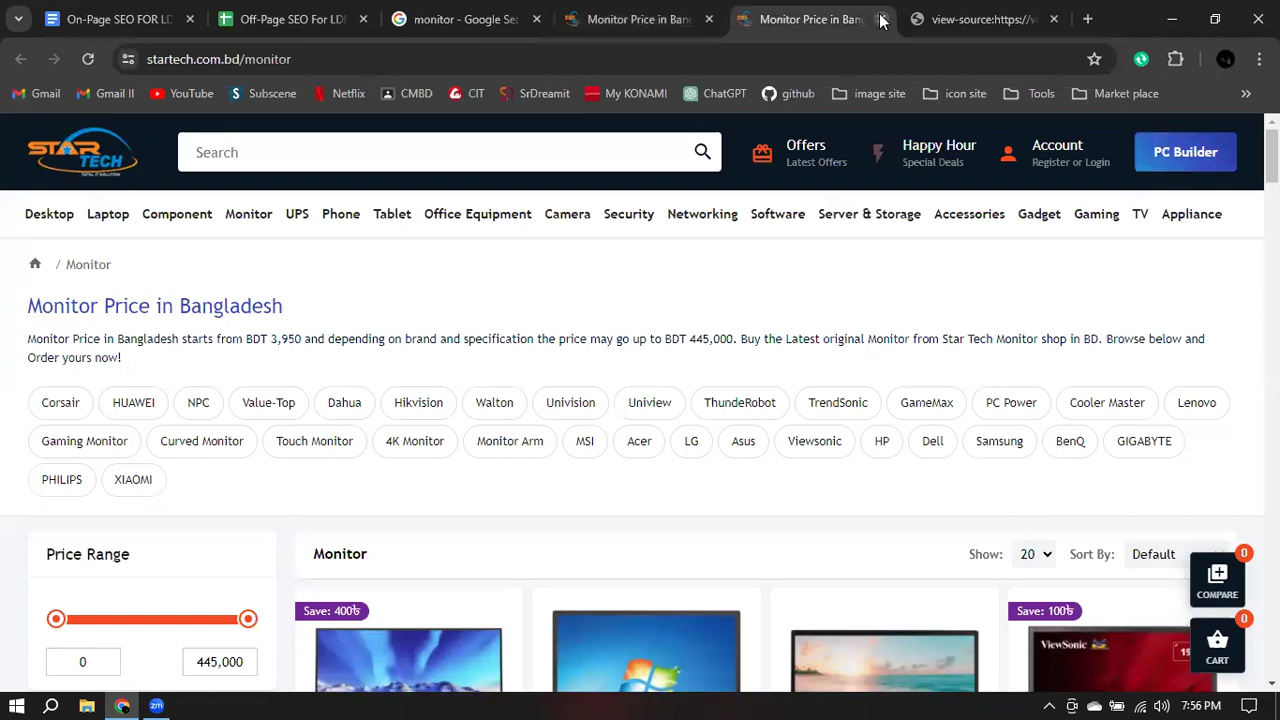 On-Page SEO FOR LD
Off-Page SEO For LDM
monitor - Google Sea
Monitor Price in Bang
Monitor Price in Bang
view-source:https://w
startech.com.bd/monitor
Gmail
Gmail II
YouTube
Subscene
Netflix
CMBD
CIT
SrDreamit
My KONAMI
ChatGPT
github
image site
icon site
Tools
Market place
STAR TECH
TOTAL IT SOLUTION
Search
Offers
Latest Offers
Happy Hour
Special Deals
Account
Register or Login
PC Builder
Desktop Laptop Component Monitor UPS Phone Tablet Office Equipment Camera Security Networking Software Server & Storage Accessories Gadget Gaming TV Appliance
/ Monitor
Monitor Price in Bangladesh
Monitor Price in Bangladesh starts from BDT 3,950 and depending on brand and specification the price may go up to BDT 445,000. Buy the Latest original Monitor from Star Tech Monitor shop in BD. Browse below and
Order yours now!
Corsair HUAWEI NPC Value-Top Dahua Hikvision Walton Univision Uniview ThundeRobot TrendSonic GameMax PC Power Cooler Master Lenovo
Gaming Monitor Curved Monitor Touch Monitor 4K Monitor Monitor Arm MSI Acer LG Asus Viewsonic HP Dell Samsung BenQ GIGABYTE
PHILIPS XIAOMI
Price Range
0
445,000
Monitor
Show: 20
Sort By: Default
Save: 400৳
Save: 100৳
ViewSonic
19
0
COMPARE
0
CART
7:56 PM